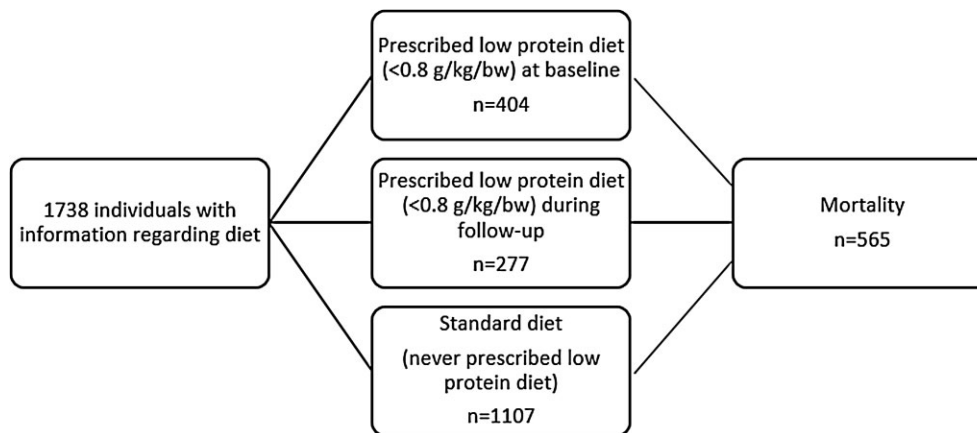 1738 individuals with
information regarding diet
Prescribed low protein diet
(<0.8 g/kg/bw) at baseline
n=404
Prescribed low protein diet
(<0.8 g/kg/bw) during
follow-up
n=277
Standard diet
(never prescribed low
protein diet)
n=1107
Mortality
n=565